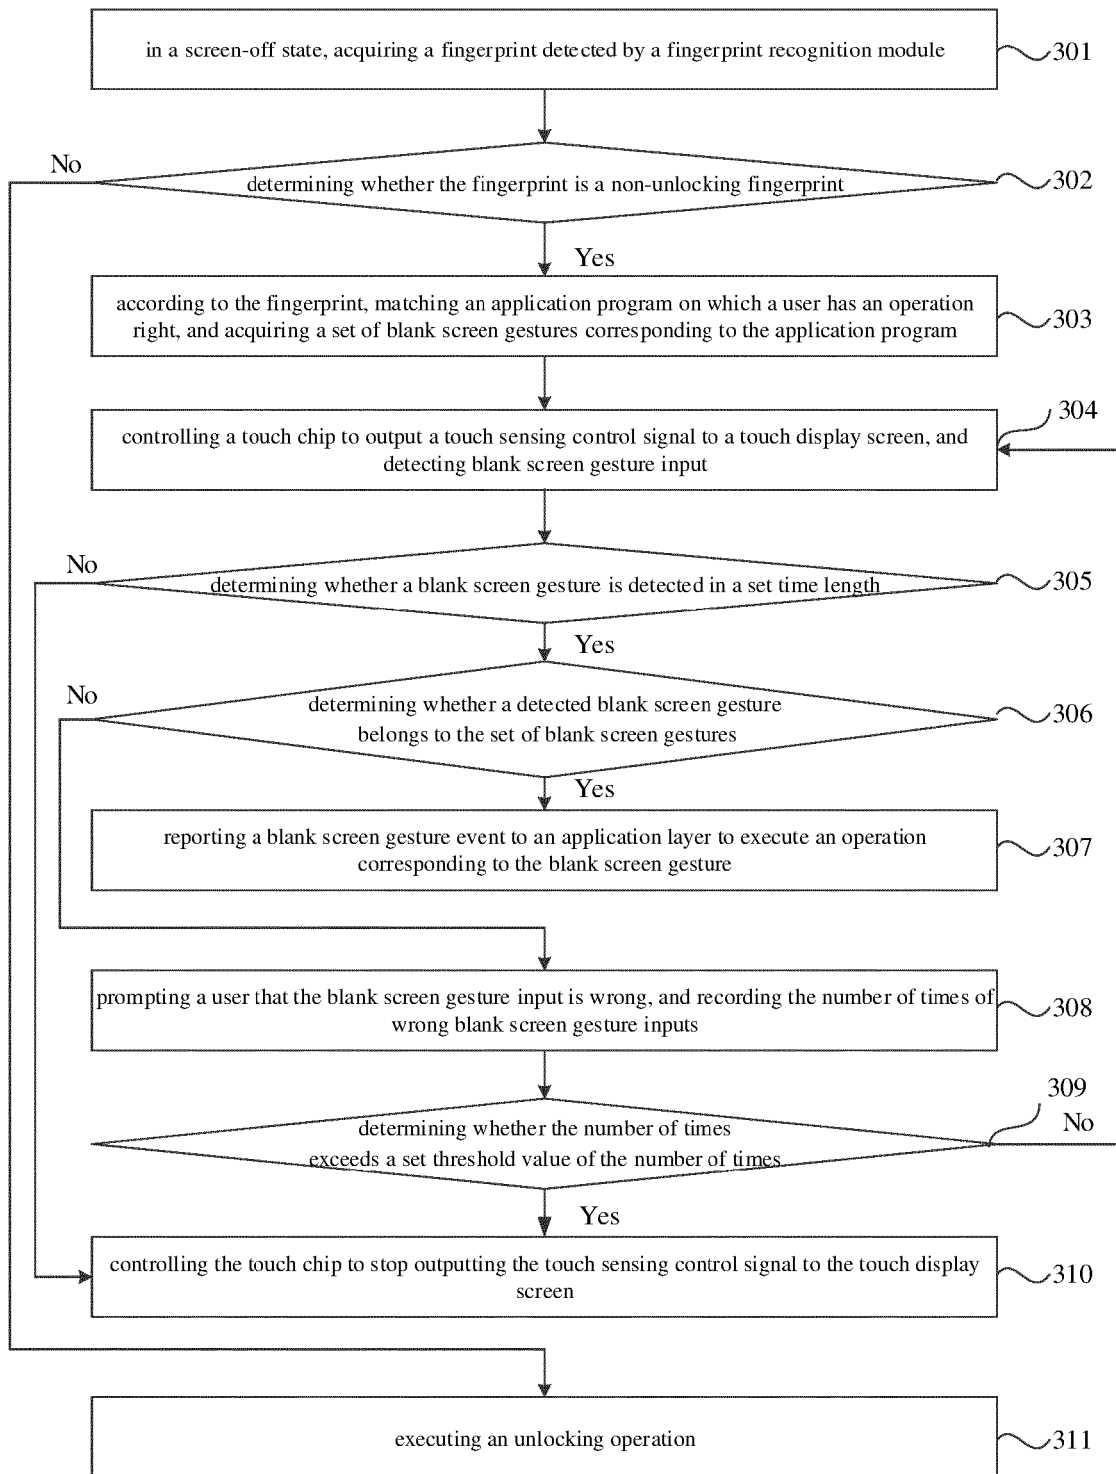 in a screen-off state, acquiring a fingerprint detected by a fingerprint recognition module
301
No
determining whether the fingerprint is a non-unlocking fingerprint
302
Yes
according to the fingerprint, matching an application program on which a user has an operation
right, and acquiring a set of blank screen gestures corresponding to the application program
303
304
controlling a touch chip to output a touch sensing control signal to a touch display screen, and
detecting blank screen gesture input
No
determining whether a blank screen gesture is detected in a set time length
305
Yes
No
determining whether a detected blank screen gesture
belongs to the set of blank screen gestures
306
Yes
reporting a blank screen gesture event to an application layer to execute an operation
corresponding to the blank screen gesture
307
prompting a user that the blank screen gesture input is wrong, and recording the number of times of
wrong blank screen gesture inputs
308
309
No
determining whether the number of times
exceeds a set threshold value of the number of times
Yes
controlling the touch chip to stop outputting the touch sensing control signal to the touch display
screen
310
executing an unlocking operation
311